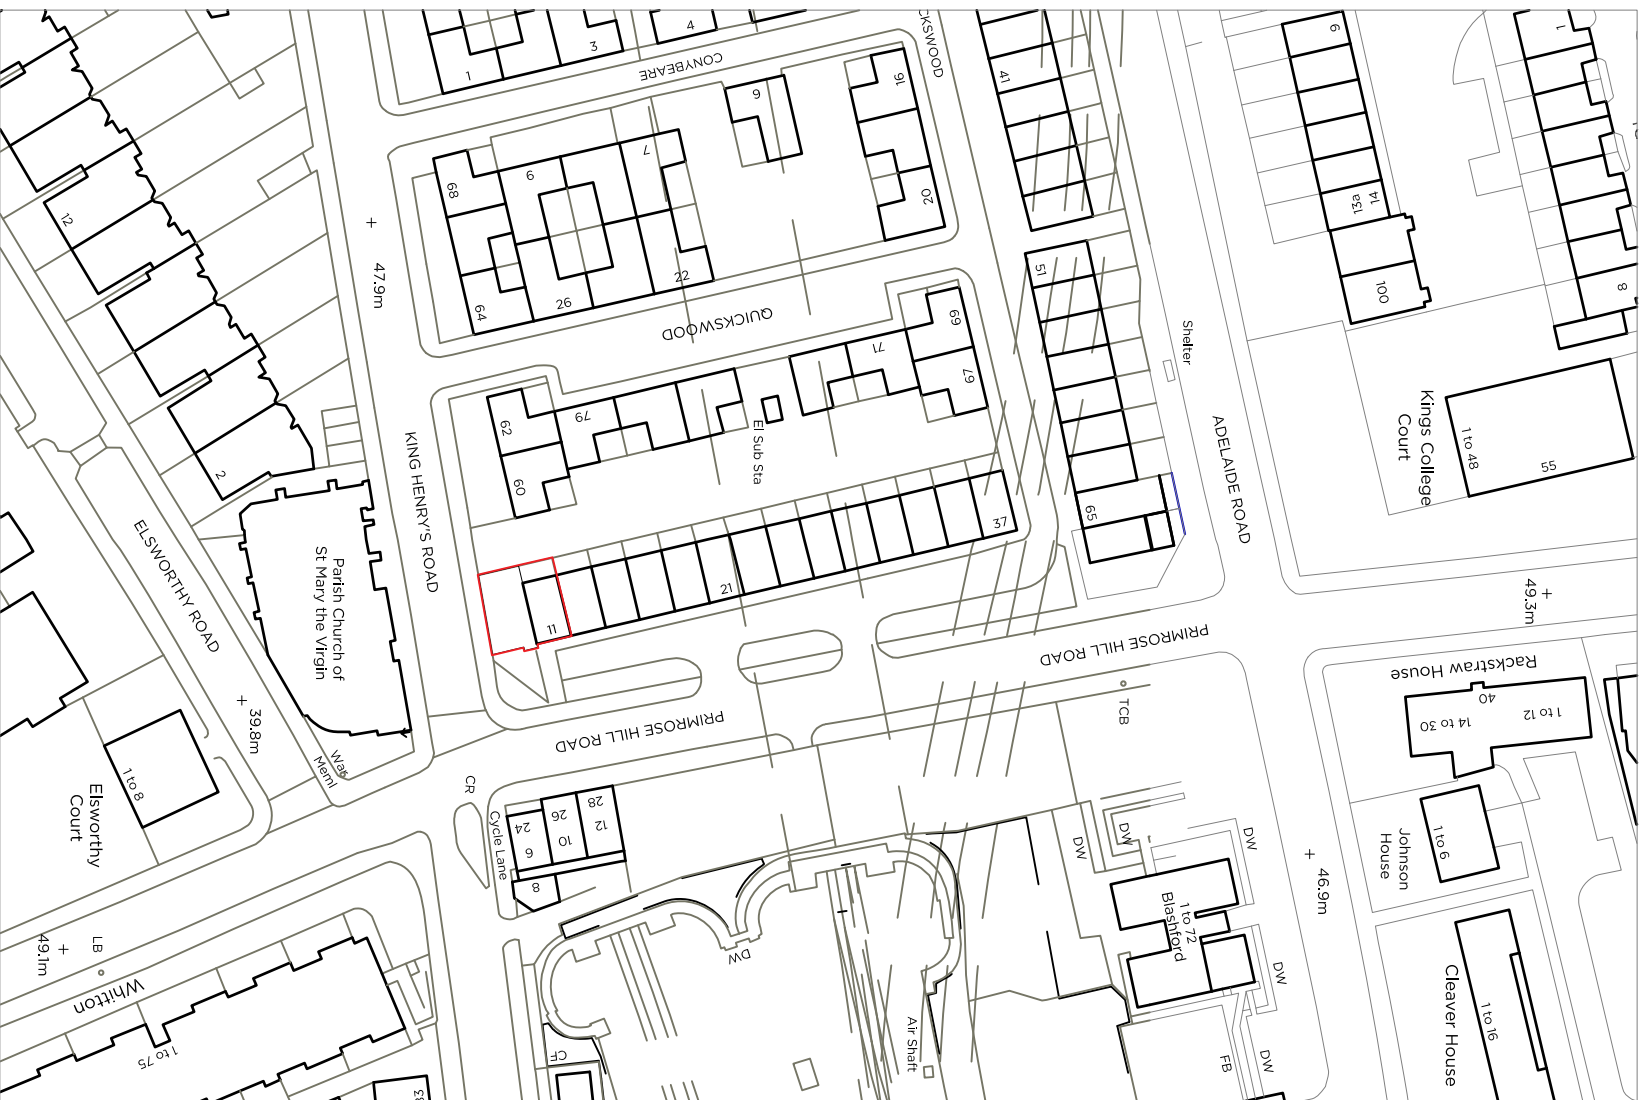 1
3
4
CONYBEARE
CKSWOOD
41
9
1
12
68
6
7
9
16
20
13a
14
100
8
47.9m
64
26
22
QUICKSWOOD
51
Shelter
69
67
71
79
62
60
El Sub Sta
2
KING HENRY'S ROAD
ELSWORTHY ROAD
Parish Church of
St Mary the Virgin
ADELAIDE ROAD
Kings College
Court
1 to 48
55
65
37
21
11
49.3m
PRIMROSE HILL ROAD
PRIMROSE HILL ROAD
Rackstraw House
40
14 to 30
1 to 12
39.8m
War
Meml
1 to 8
Elsworthy
Court
CR
Cycle Lane
24
26
28
6
10
12
8
TCB
DW
DW
DW
1 to 72
Blashford
46.9m
Johnson
House
1 to 6
49.1m
LB
Whitton
1 to 75
DW
CF
Air Shaft
DW
DW
FB
Cleaver House
1 to 16